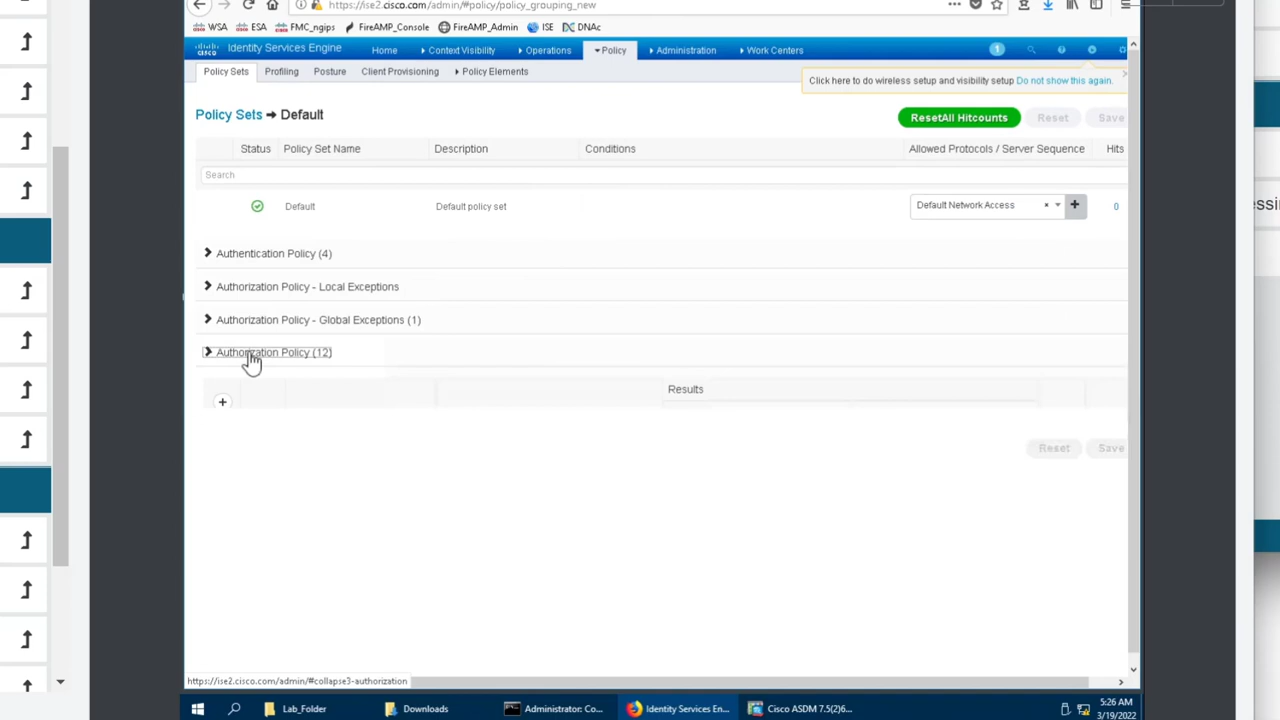 https://ise2.cisco.com/admin/#policy/policy_grouping_new
WSA ESA FMC_ngips FireAMP_Console FireAMP_Admin ISE DNAc
cisco Identity Services Engine Home Context Visibility Operations Policy Administration Work Centers 1
Policy Sets Profiling Posture Client Provisioning Policy Elements
Click here to do wireless setup and visibility setup Do not show this again.
Policy Sets → Default ResetAll Hitcounts Reset Save
Status Policy Set Name Description Conditions Allowed Protocols / Server Sequence Hits
Search
Default Default policy set Default Network Access × + 0
Authentication Policy (4)
Authorization Policy - Local Exceptions
Authorization Policy - Global Exceptions (1)
Authorization Policy (12)
Results
+
Reset Save
https://ise2.cisco.com/admin/#collapse3-authorization
Lab_Folder Downloads Administrator: Co... Identity Services En... Cisco ASDM 7.5(2)6...
5:26 AM
3/19/2022
essin